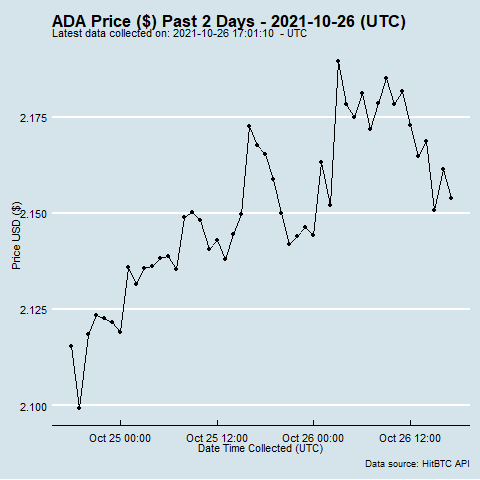 ADA Price ($) Past 2 Days - 2021-10-26 (UTC)
Latest data collected on: 2021-10-26 17:01:10  - UTC
2.175
2.150
2.125
2.100
Price USD ($)
Oct 25 00:00
Oct 25 12:00
Oct 26 00:00
Oct 26 12:00
Date Time Collected (UTC)
Data source: HitBTC API